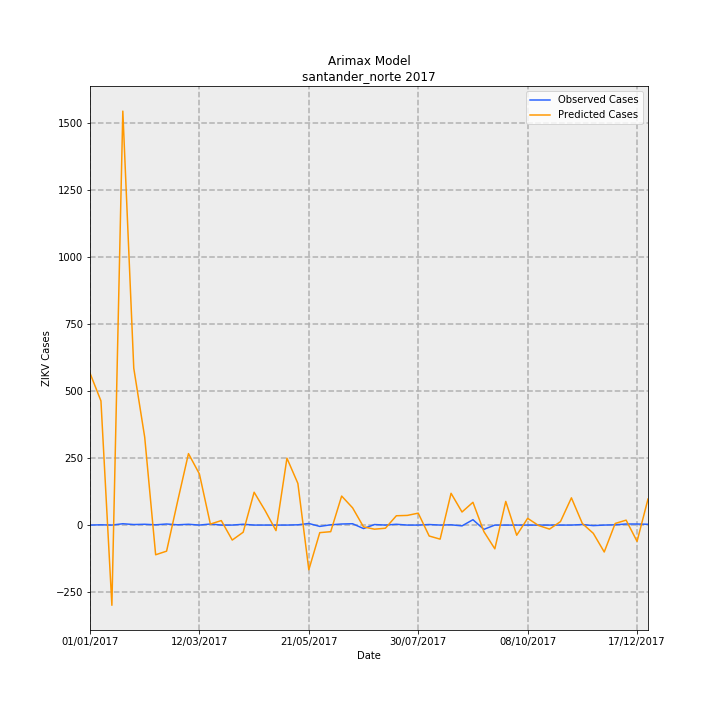 Arimax Model
santander_norte 2017
Observed Cases
Predicted Cases
ZIKV Cases
1500
1250
1000
750
500
250
0
−250
01/01/2017
12/03/2017
21/05/2017
30/07/2017
08/10/2017
17/12/2017
Date